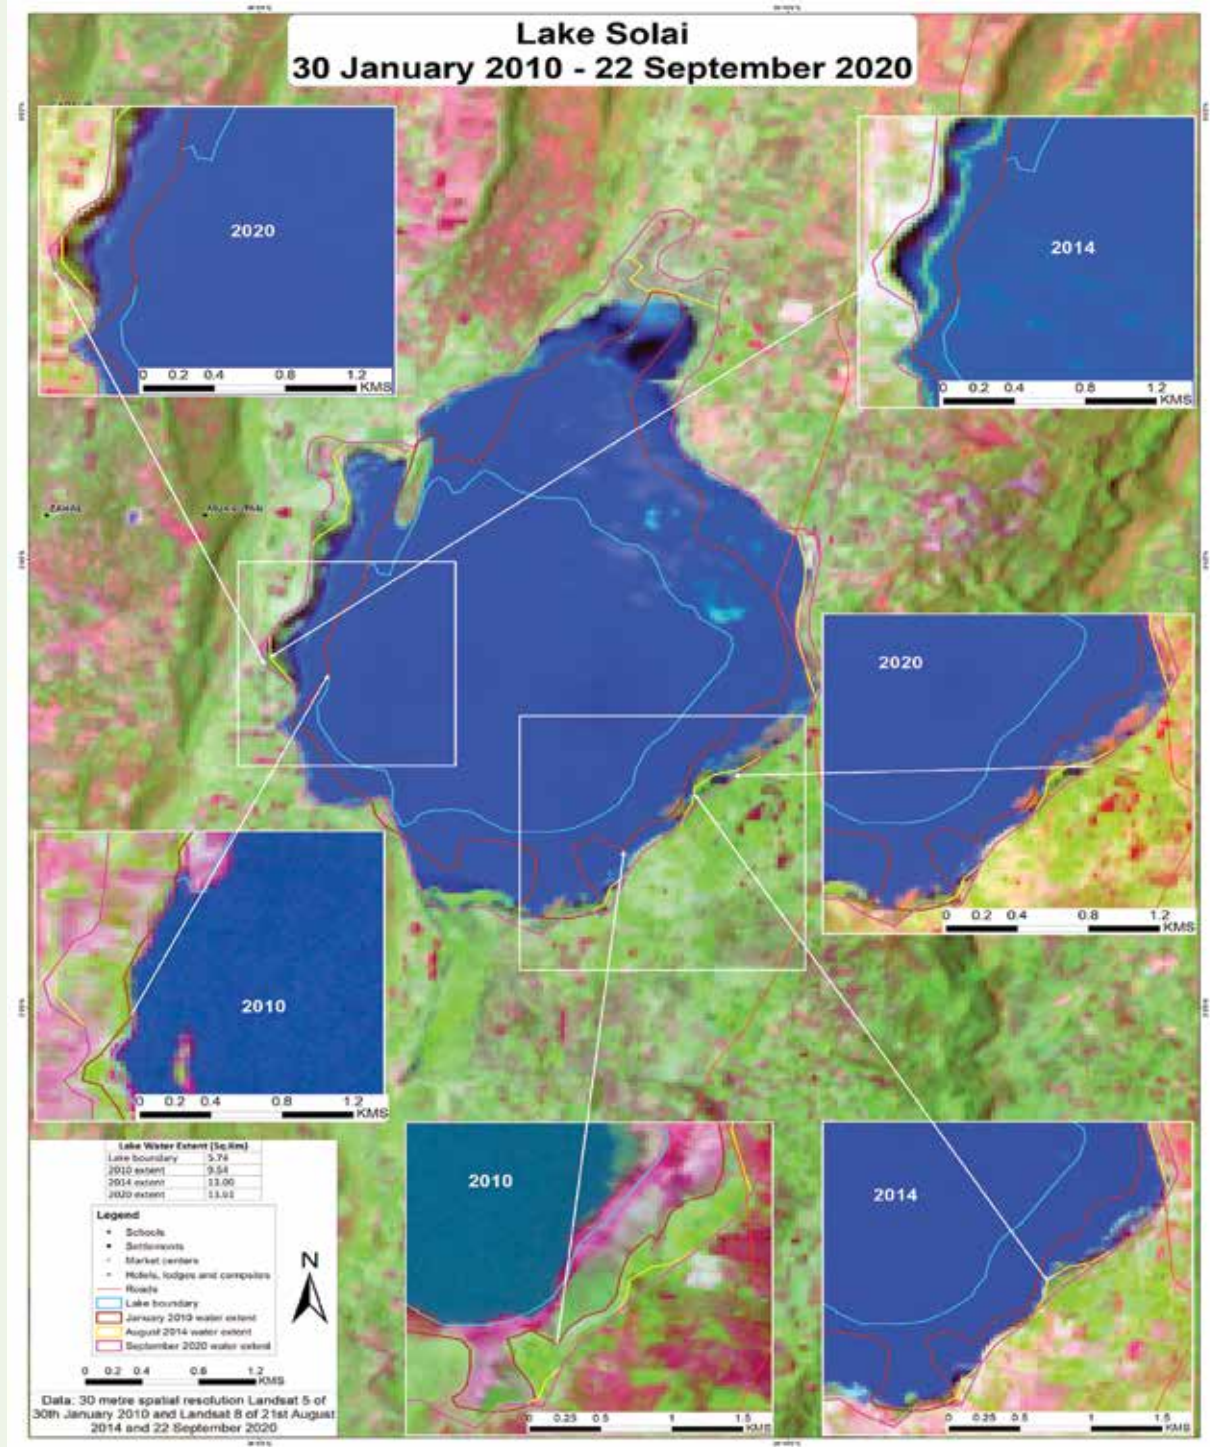 Lake Solai
30 January 2010 - 22 September 2020
2020
0 0.2 0.4 0.8 1.2
KMS
2014
0 0.2 0.4 0.8 1.2
KMS
2020
0 0.2 0.4 0.8 1.2
KMS
2010
0 0.2 0.4 0.8 1.2
KMS
2010
0 0.25 0.5 1 1.5
KMS
2014
0 0.25 0.5 1 1.5
KMS
Lake Water Extent (Sq.Km)
Lake boundary 5.74
2010 extent
2014 extent 13.00
2020 extent
Legend
Schools
Settlements
Market centers
Hotels, lodges and campsites
Roads
Lake boundary
January 2010 water extent
August 2014 water extent
September 2020 water extent
N
0 0.2 0.4 0.8 1.2
KMS
Data: 30 metre spatial resolution Landsat 5 of
30th January 2010 and Landsat 8 of 21st August
2014 and 22 September 2020